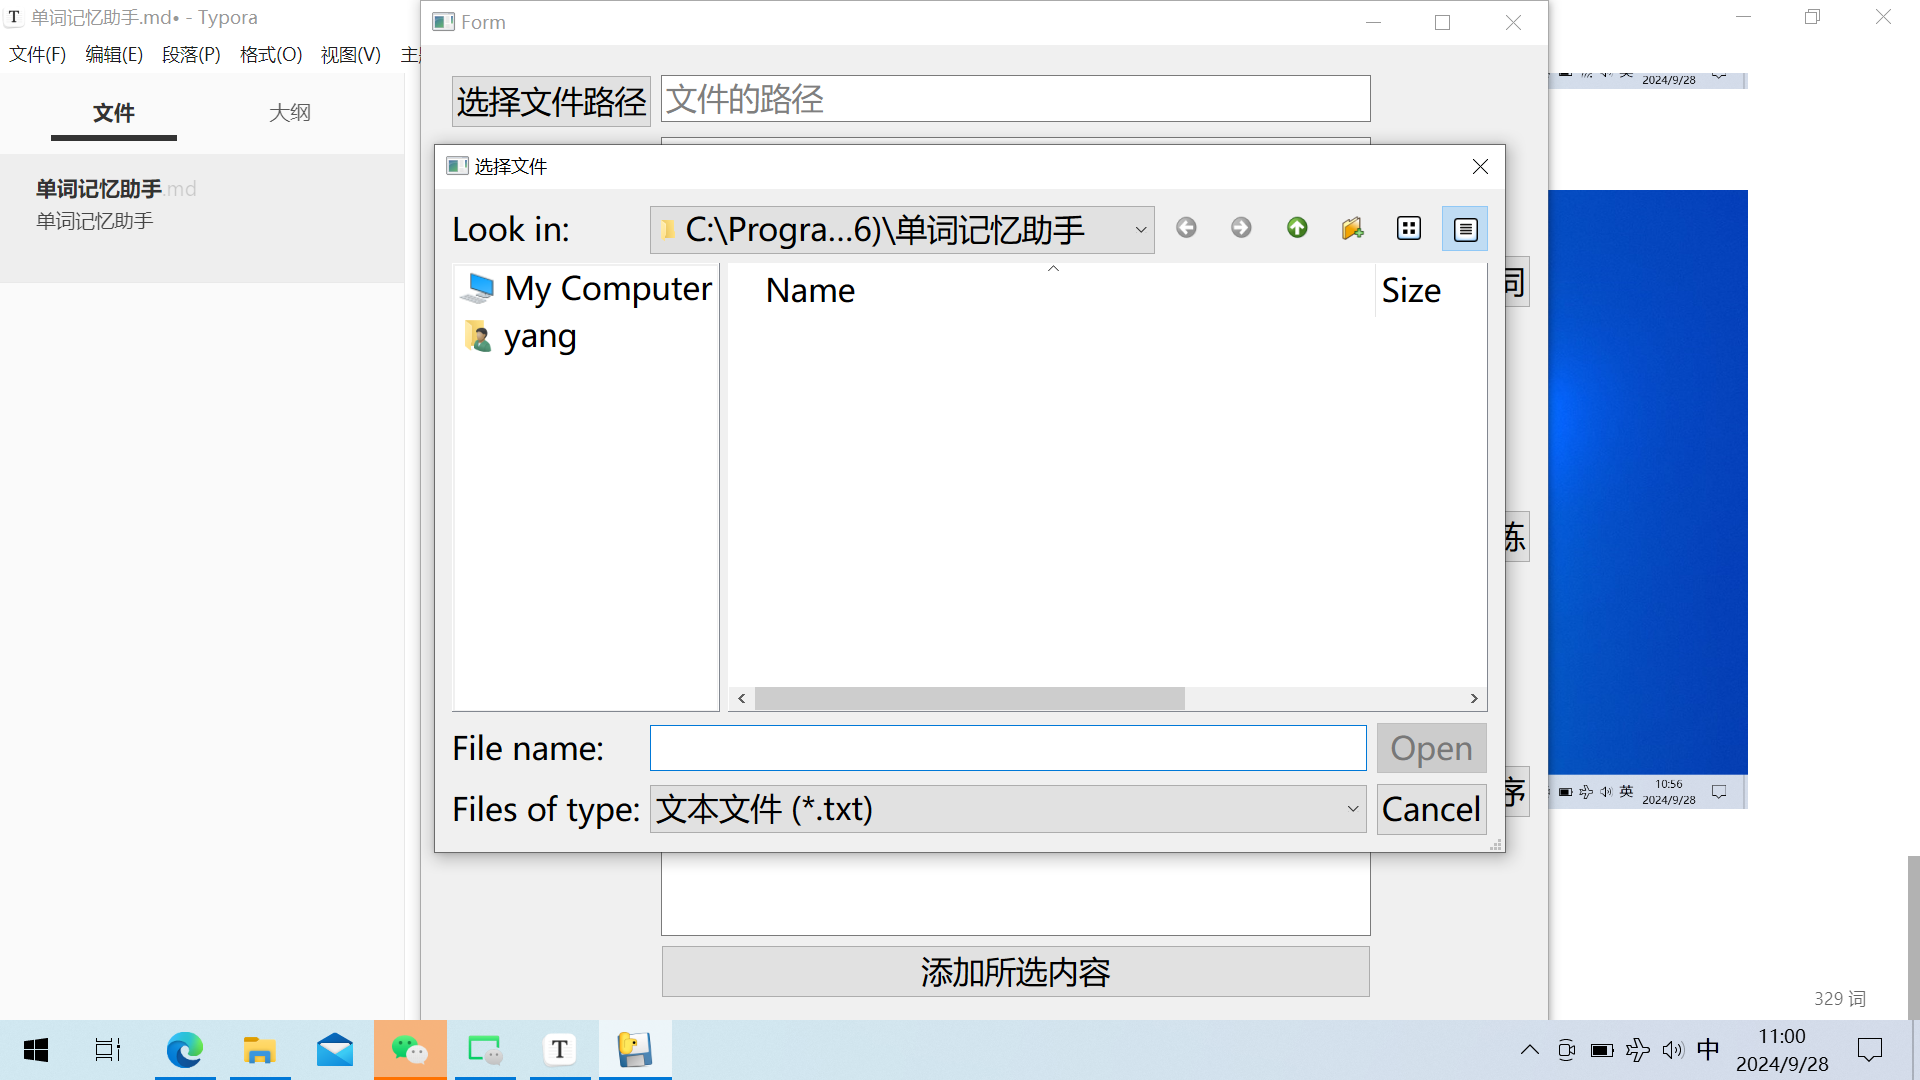 单词记忆助手.md• - Typora
文件(F) 编辑(E) 段落(P) 格式(O) 视图(V)
文件 大纲
单词记忆助手.md
单词记忆助手
Form
选择文件路径 文件的路径
选择文件
Look in: C:\Progra...6)\单词记忆助手
My Computer
yang
Name Size
File name: Open
Files of type: 文本文件 (*.txt) Cancel
添加所选内容
词
练
序
2024/9/28
英 10:56
2024/9/28
329 词
中 11:00
2024/9/28